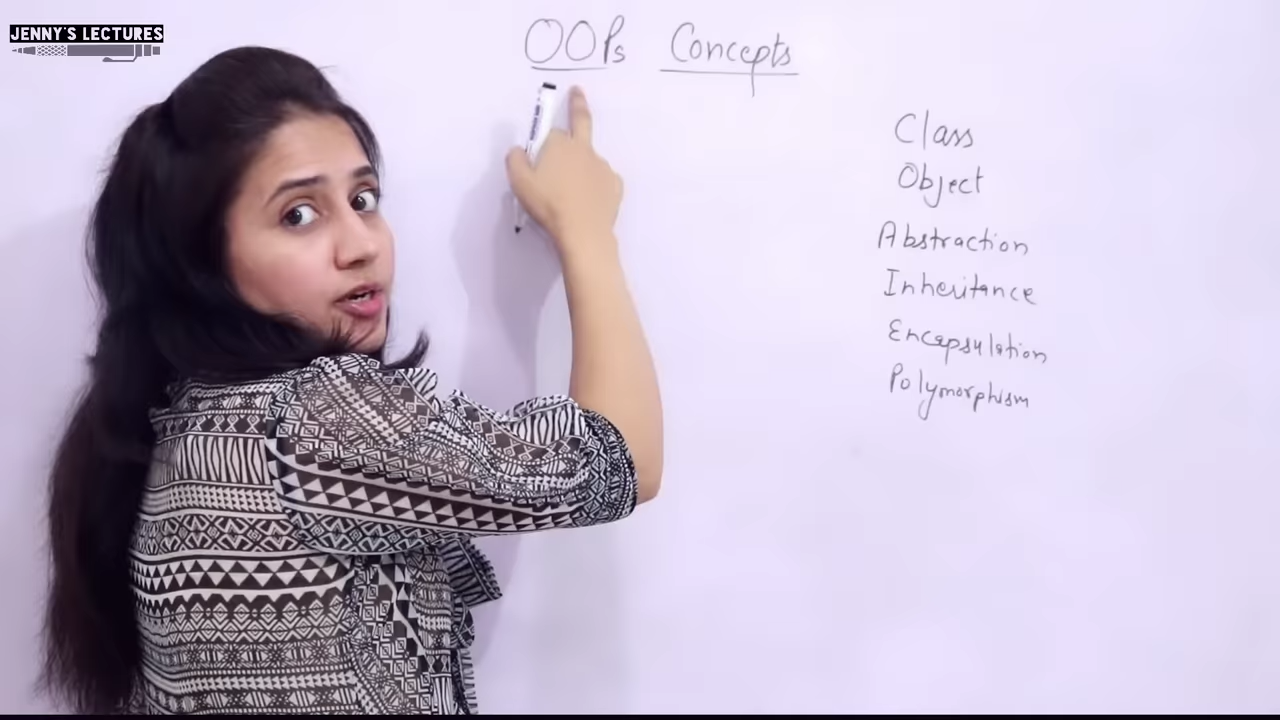 JENNY'S LECTURES
OOPs Concepts
Class
Object
Abstraction
Inheritance
Encapsulation
Polymorphism